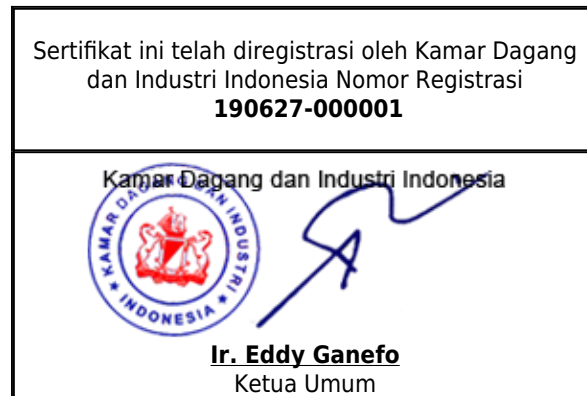 Sertifikat ini telah diregistrasi oleh Kamar Dagang
dan Industri Indonesia Nomor Registrasi
190627-000001
Kamar Dagang dan Industri Indonesia
KAMAR DAGANG DAN INDUSTRI
★ INDONESIA ★
Ir. Eddy Ganefo
Ketua Umum